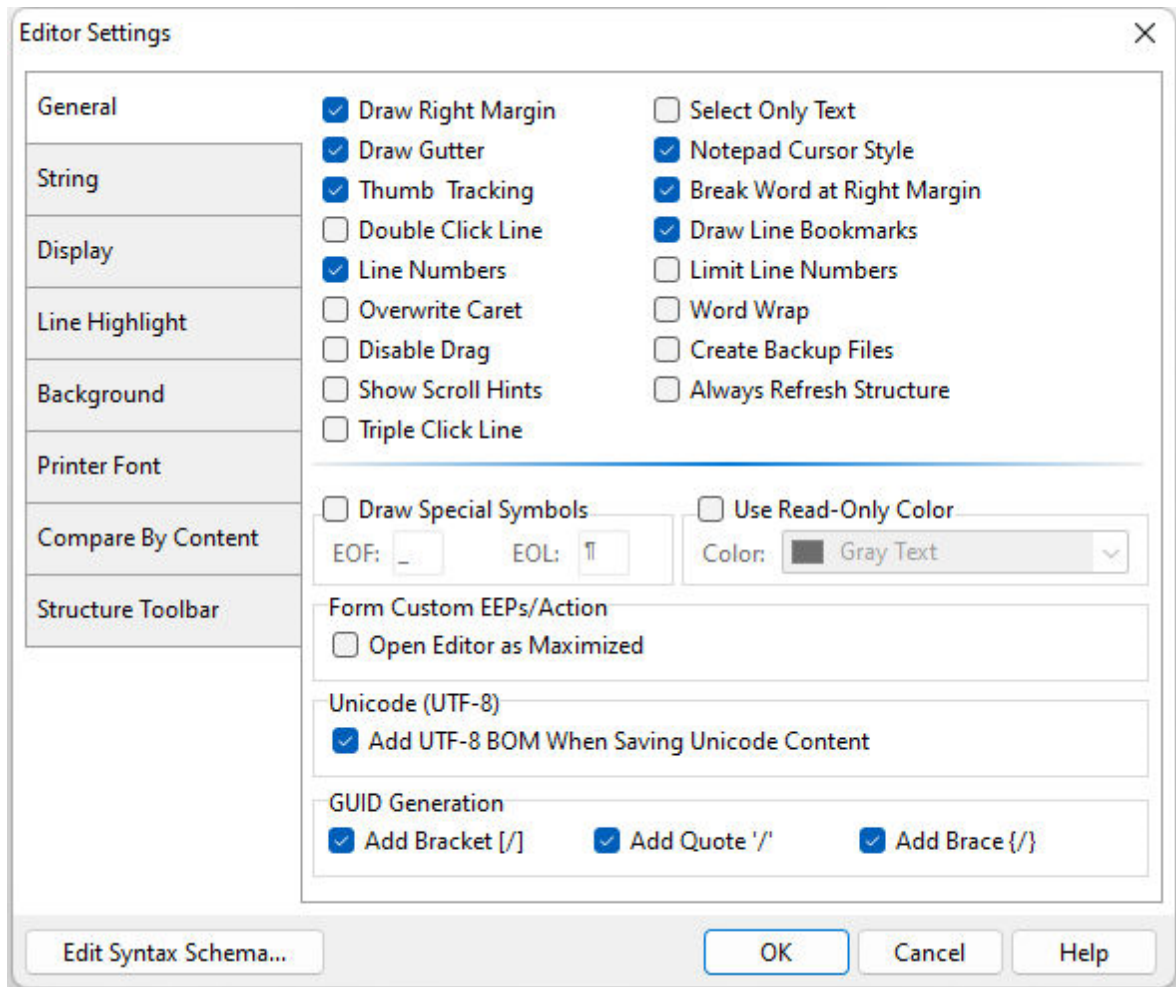 Editor Settings
General
String
Display
Line Highlight
Background
Printer Font
Compare By Content
Structure Toolbar
Draw Right Margin
Draw Gutter
Thumb  Tracking
Double Click Line
Line Numbers
Overwrite Caret
Disable Drag
Show Scroll Hints
Triple Click Line
Select Only Text
Notepad Cursor Style
Break Word at Right Margin
Draw Line Bookmarks
Limit Line Numbers
Word Wrap
Create Backup Files
Always Refresh Structure
Draw Special Symbols
EOF: _ EOL: ¶
Use Read-Only Color
Color: Gray Text
Form Custom EEPs/Action
Open Editor as Maximized
Unicode (UTF-8)
Add UTF-8 BOM When Saving Unicode Content
GUID Generation
Add Bracket [/] Add Quote '/' Add Brace {/}
Edit Syntax Schema... OK Cancel Help